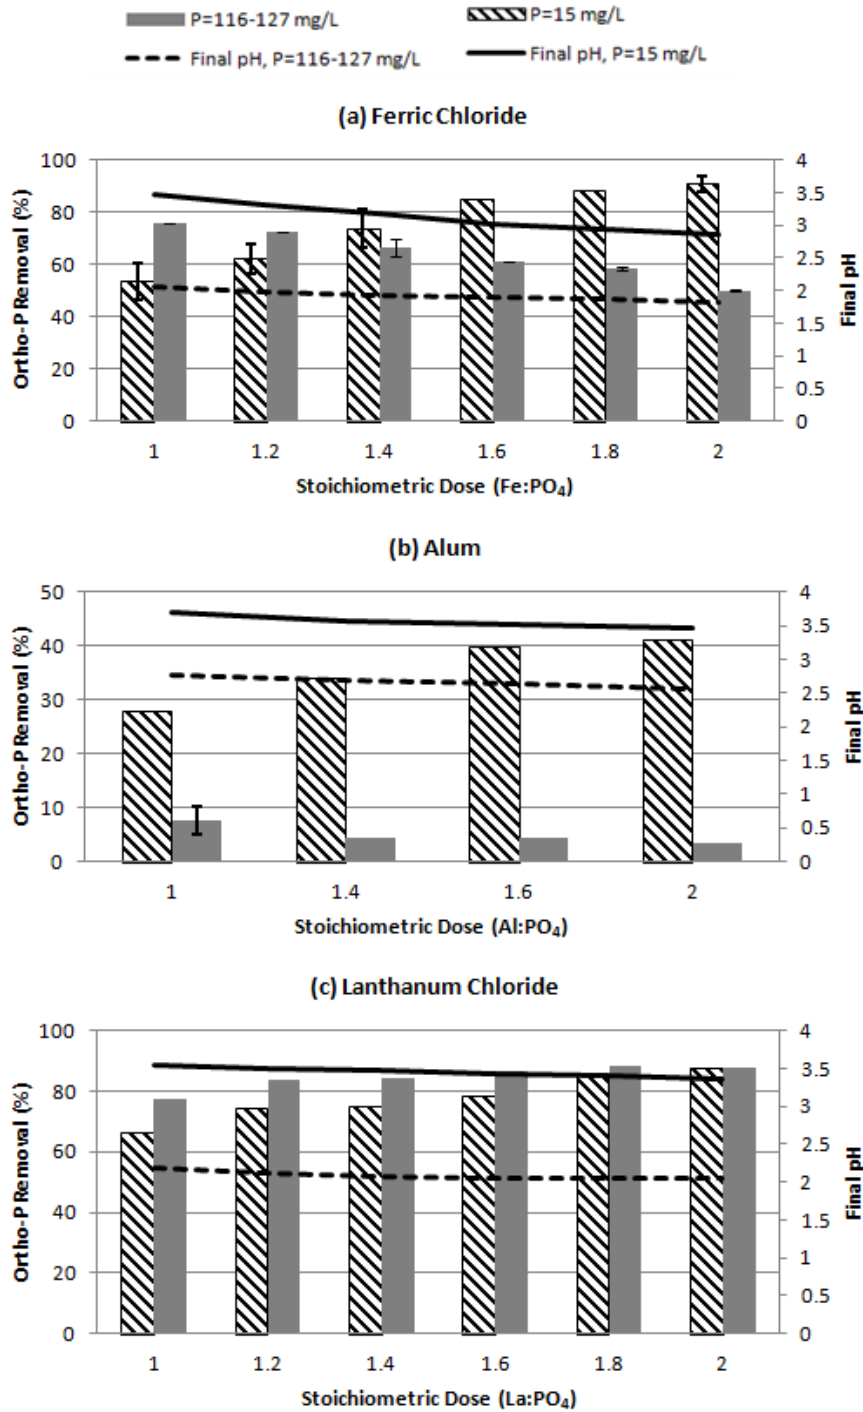 P=116-127 mg/L P=15 mg/L
Final pH, P=116-127 mg/L Final pH, P=15 mg/L
(a) Ferric Chloride
Ortho-P Removal (%)
100
80
60
40
20
0
4
3.5
3
2.5
2
1.5
1
0.5
0
Final pH
1 1.2 1.4 1.6 1.8 2
Stoichiometric Dose (Fe:PO₄)
(b) Alum
Ortho-P Removal (%)
50
40
30
20
10
0
4
3.5
3
2.5
2
1.5
1
0.5
0
Final pH
1 1.4 1.6 2
Stoichiometric Dose (Al:PO₄)
(c) Lanthanum Chloride
Ortho-P Removal (%)
100
80
60
40
20
0
4
3.5
3
2.5
2
1.5
1
0.5
0
Final pH
1 1.2 1.4 1.6 1.8 2
Stoichiometric Dose (La:PO₄)